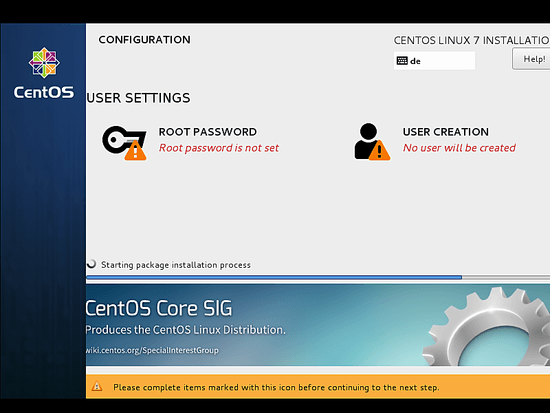 CONFIGURATION
CENTOS LINUX 7 INSTALLATIO
de
Help!
CentOS
USER SETTINGS
ROOT PASSWORD
Root password is not set
USER CREATION
No user will be created
Starting package installation process
CentOS Core SIG
Produces the CentOS Linux Distribution.
wiki.centos.org/SpecialInterestGroup
Please complete items marked with this icon before continuing to the next step.